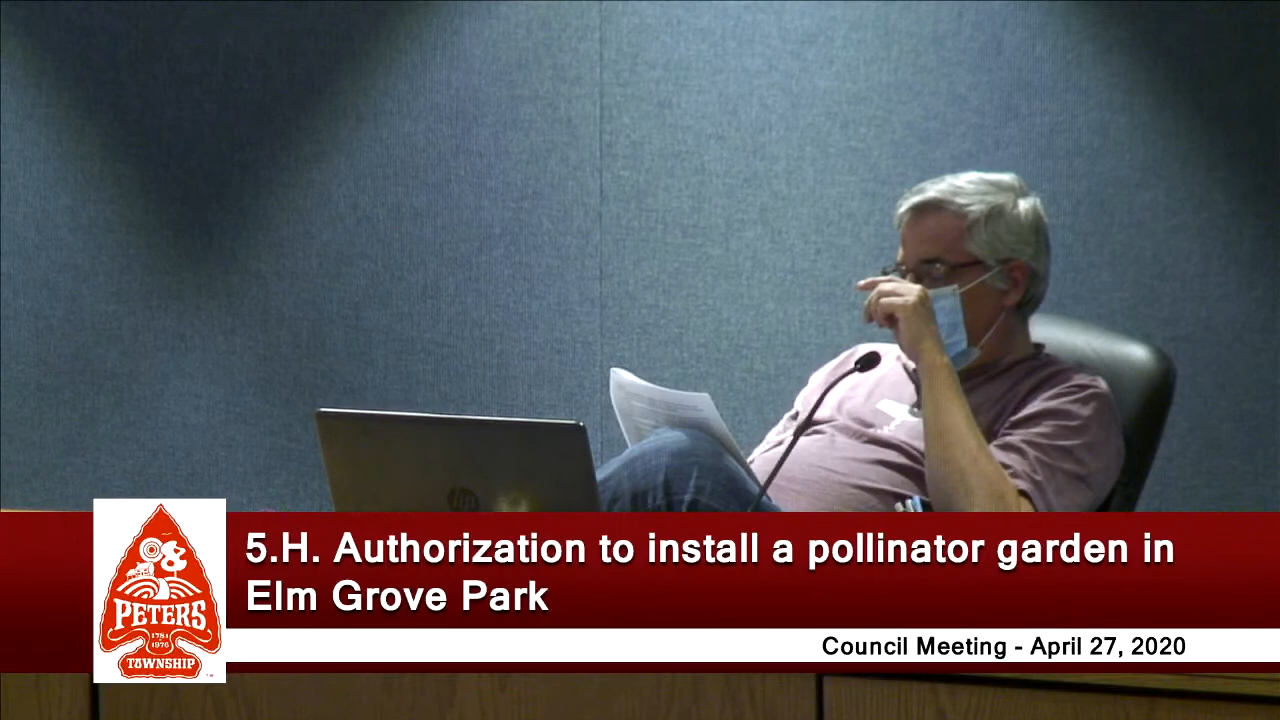 5.H. Authorization to install a pollinator garden in
Elm Grove Park
Council Meeting - April 27, 2020
PETERS
1781
1976
TOWNSHIP
hp